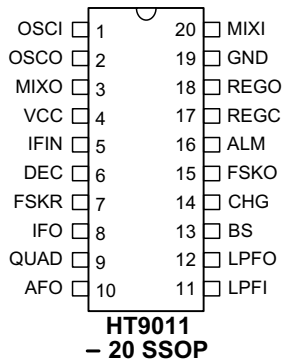 OSCI 1 20 MIXI
OSCO 2 19 GND
MIXO 3 18 REGO
VCC 4 17 REGC
IFIN 5 16 ALM
DEC 6 15 FSKO
FSKR 7 14 CHG
IFO 8 13 BS
QUAD 9 12 LPFO
AFO 10 11 LPFI
HT9011
– 20 SSOP